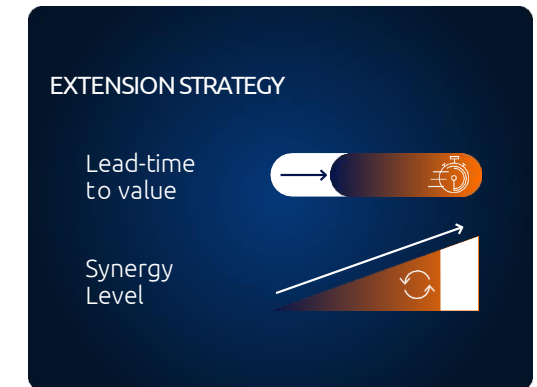 EXTENSION STRATEGY
Lead-time
to value
Synergy
Level